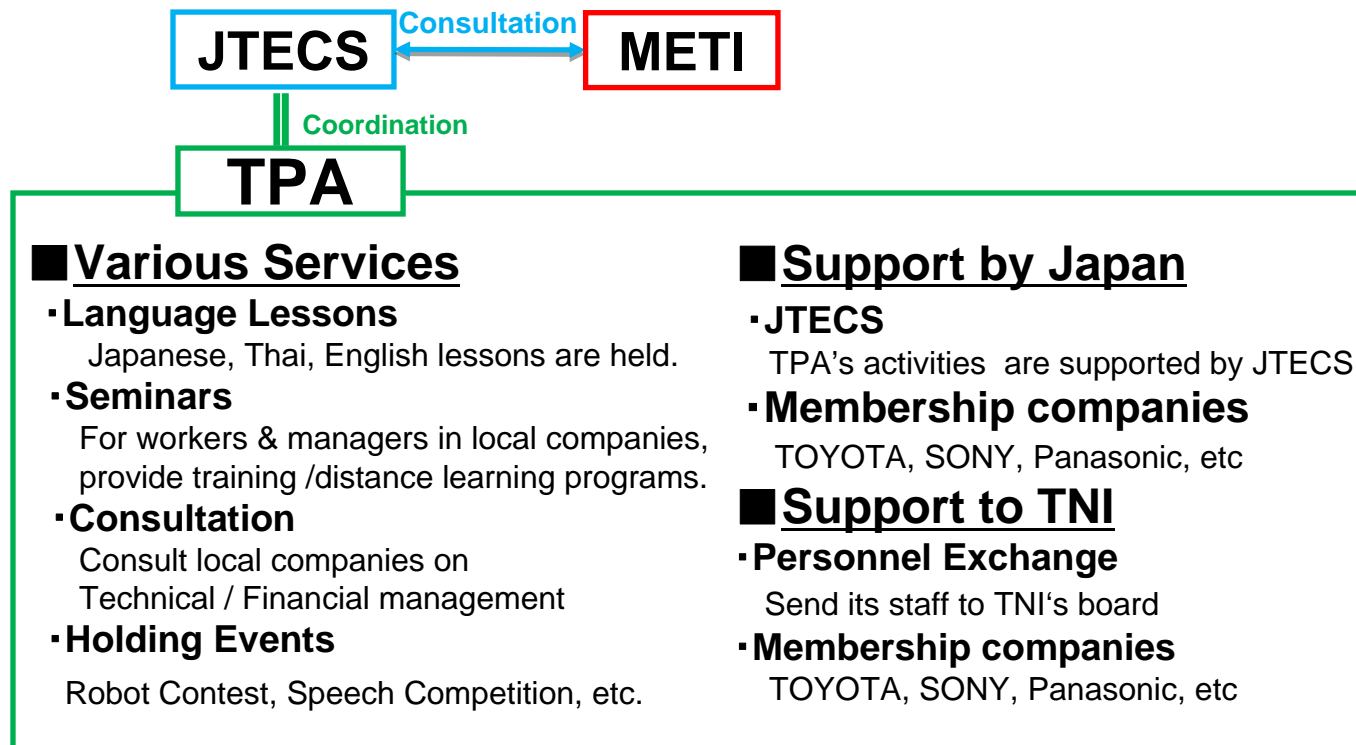 JTECS
Consultation
METI
Coordination
TPA
■Various Services
・Language Lessons
Japanese, Thai, English lessons are held.
・Seminars
For workers & managers in local companies,
provide training /distance learning programs.
・Consultation
Consult local companies on
Technical / Financial management
・Holding Events
Robot Contest, Speech Competition, etc.
■Support by Japan
・JTECS
TPA’s activities are supported by JTECS
・Membership companies
TOYOTA, SONY, Panasonic, etc
■Support to TNI
・Personnel Exchange
Send its staff to TNI‘s board
・Membership companies
TOYOTA, SONY, Panasonic, etc